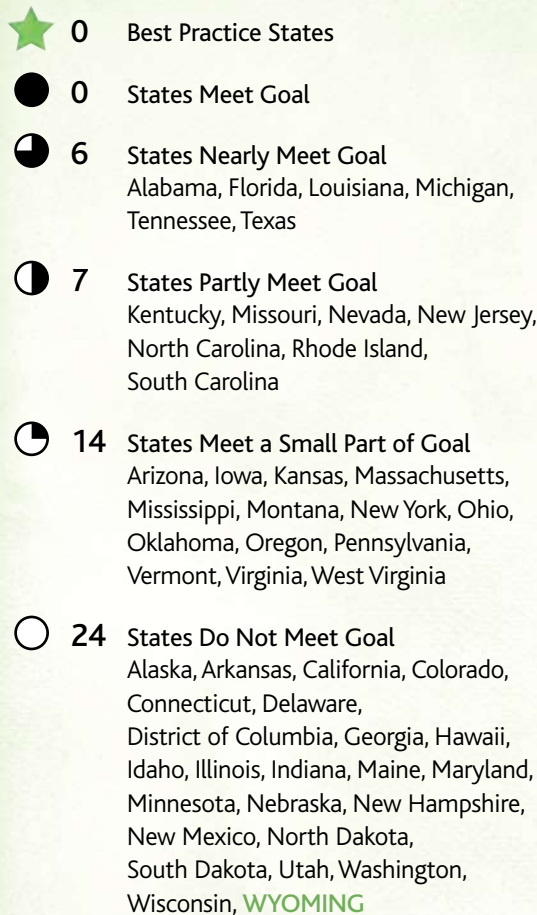 0 Best Practice States
0 States Meet Goal
6 States Nearly Meet Goal
Alabama, Florida, Louisiana, Michigan,
Tennessee, Texas
7 States Partly Meet Goal
Kentucky, Missouri, Nevada, New Jersey,
North Carolina, Rhode Island,
South Carolina
14 States Meet a Small Part of Goal
Arizona, Iowa, Kansas, Massachusetts,
Mississippi, Montana, New York, Ohio,
Oklahoma, Oregon, Pennsylvania,
Vermont, Virginia, West Virginia
24 States Do Not Meet Goal
Alaska, Arkansas, California, Colorado,
Connecticut, Delaware,
District of Columbia, Georgia, Hawaii,
Idaho, Illinois, Indiana, Maine, Maryland,
Minnesota, Nebraska, New Hampshire,
New Mexico, North Dakota,
South Dakota, Utah, Washington,
Wisconsin, WYOMING